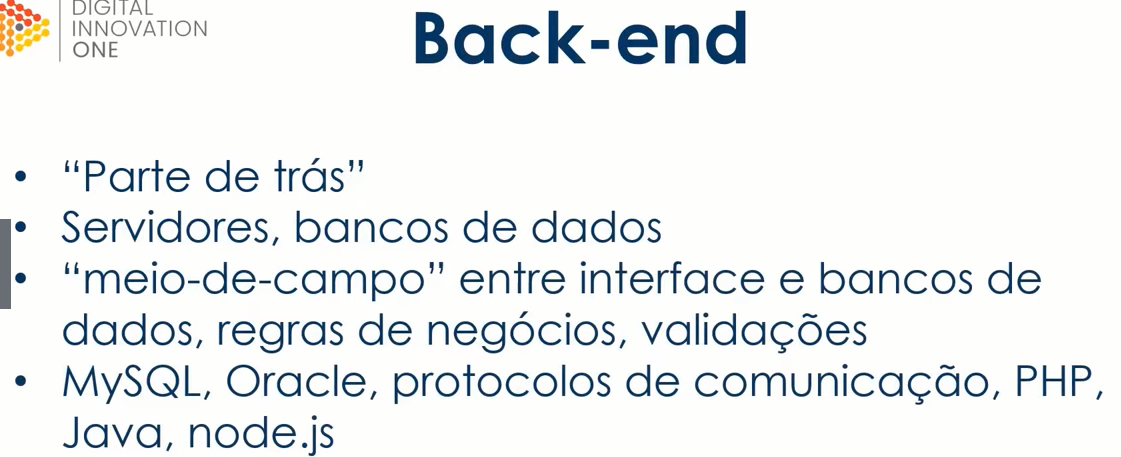 DIGITAL
INNOVATION
ONE
Back-end
• “Parte de trás”
• Servidores, bancos de dados
• “meio-de-campo” entre interface e bancos de
dados, regras de negócios, validações
• MySQL, Oracle, protocolos de comunicação, PHP,
Java, node.js